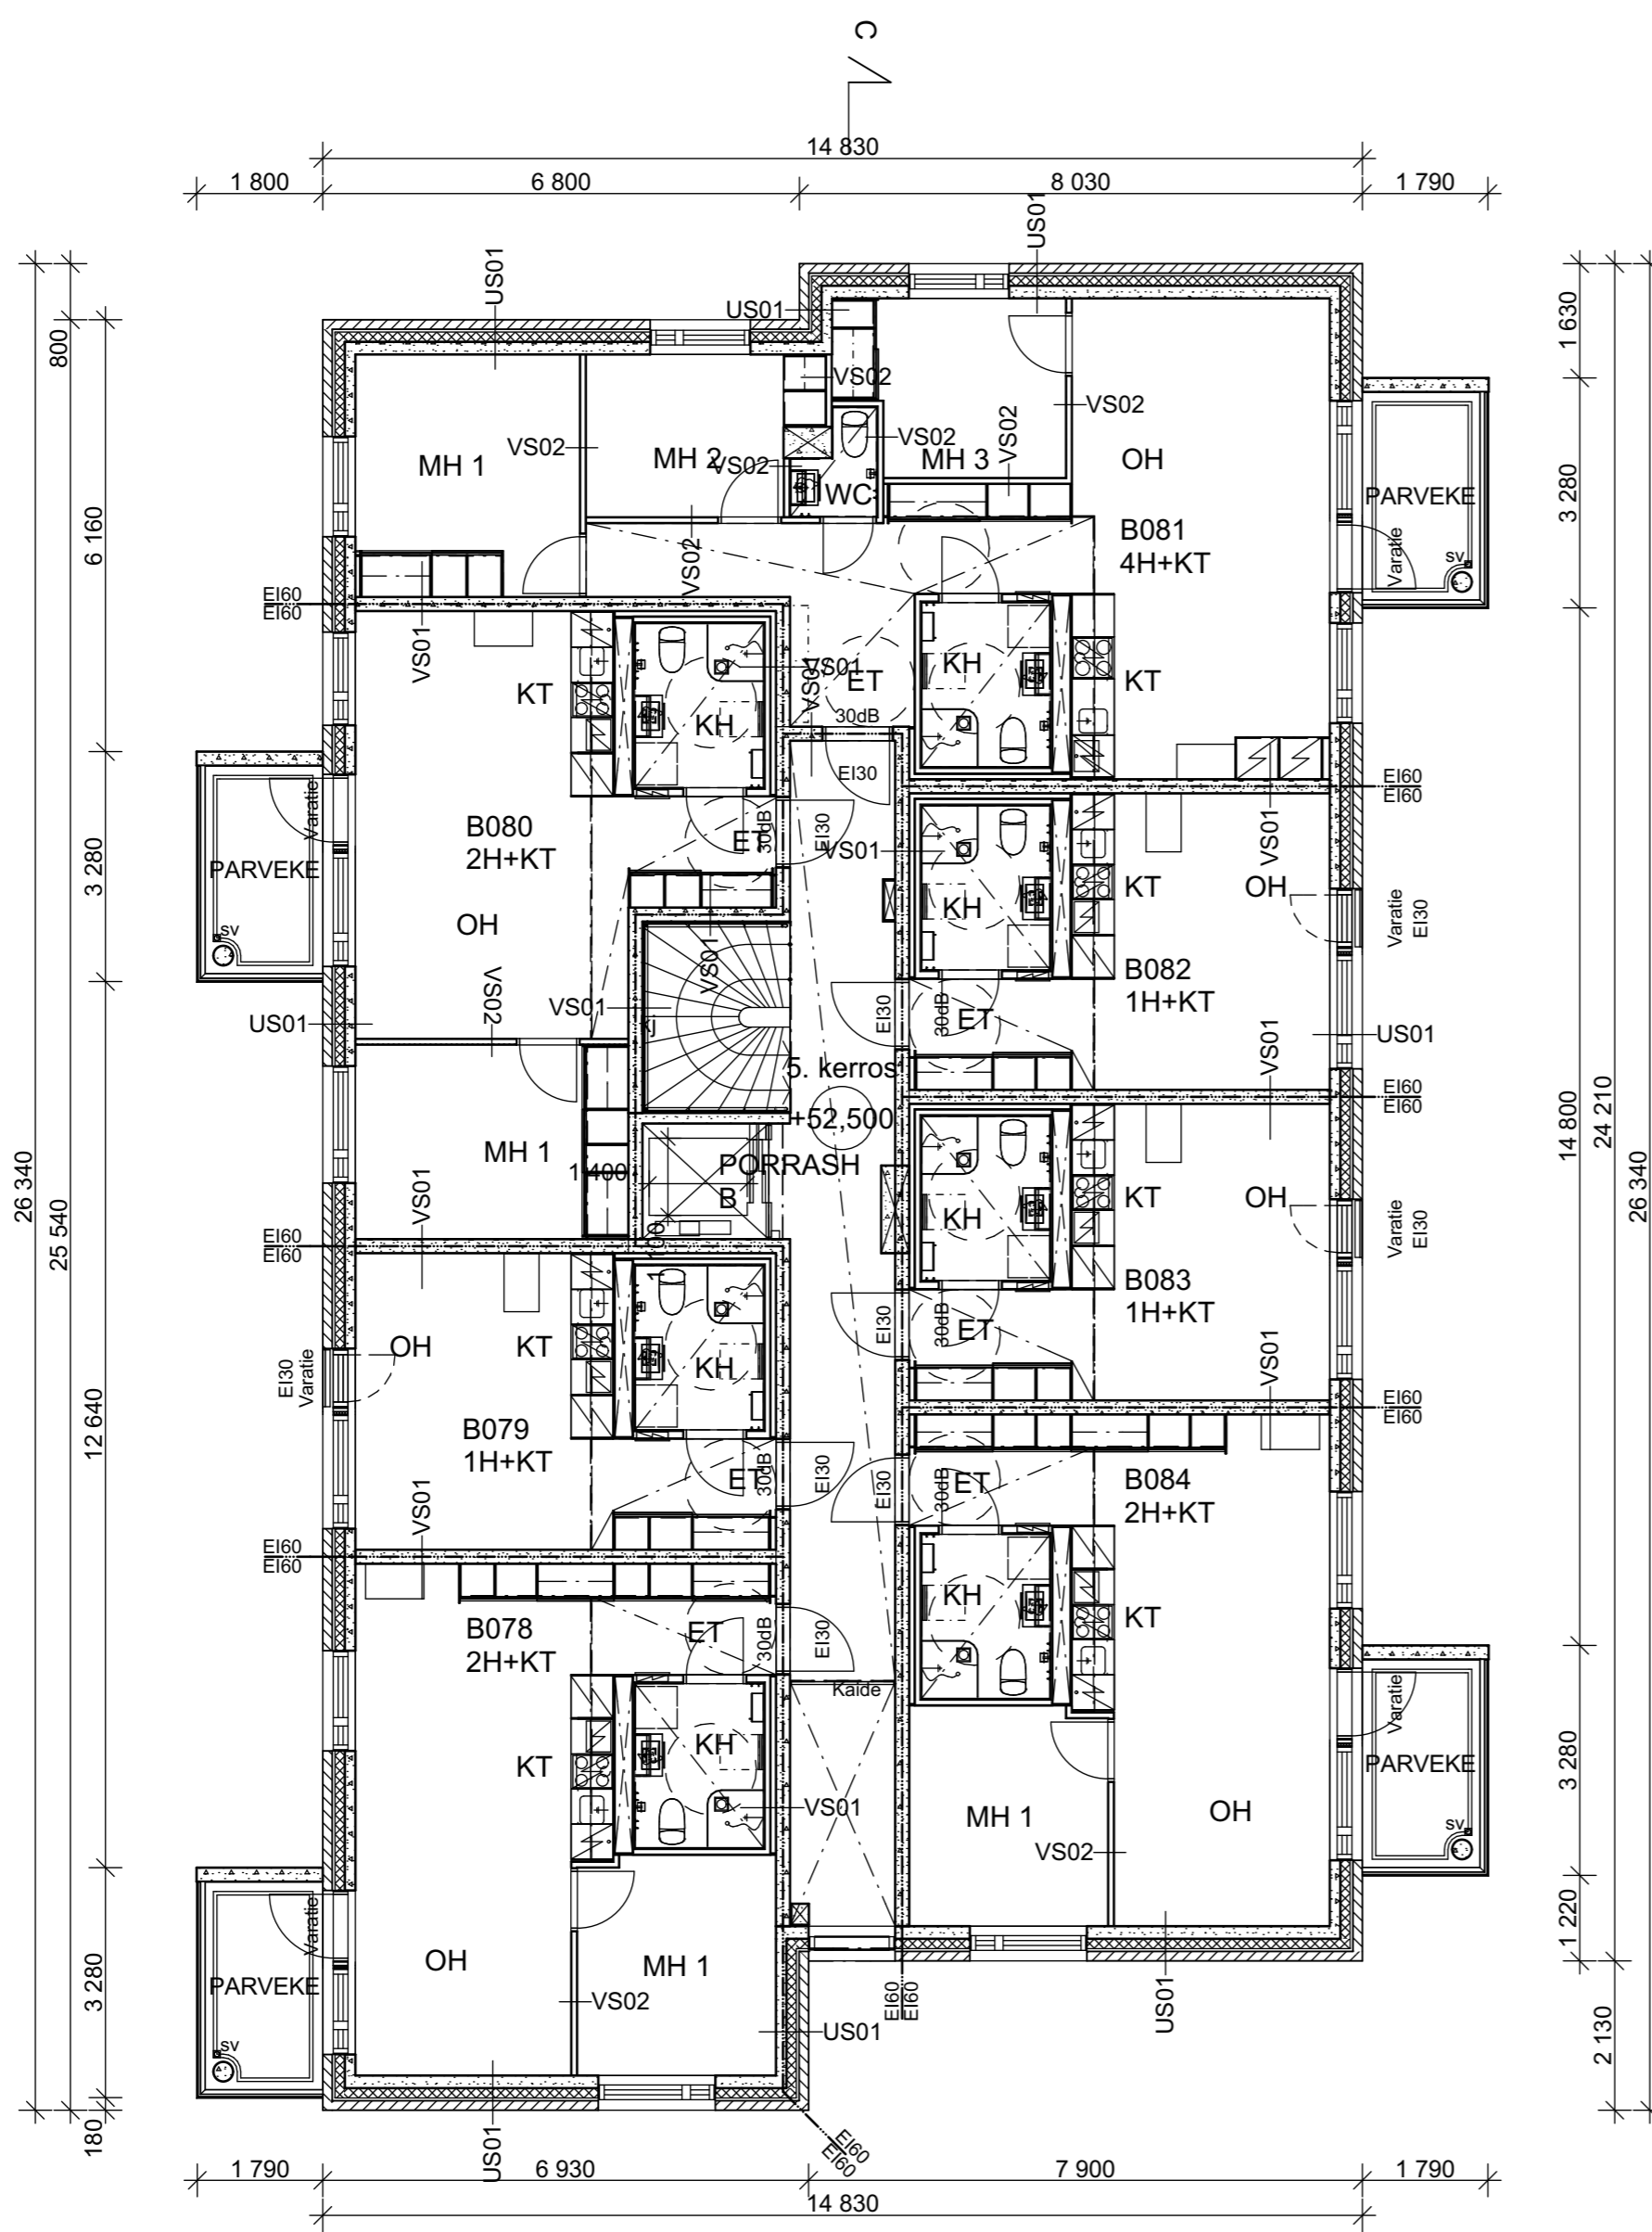 C
14 830
1 800
6 800
8 030
1 790
US01
US01
US01
VS02
VS02
VS02
VS02
VS02
VS02
VS02
MH 1
MH 2
WC
MH 3
OH
PARVEKE
B081
4H+KT
Varatie
sv
800
6 160
3 280
26 340
25 540
12 640
3 280
180
1 630
3 280
14 800
24 210
26 340
3 280
1 220
2 130
EI60
EI60
VS01
KT
KH
VS01
VS01
ET
30dB
KH
KT
EI30
EI60
EI60
B080
2H+KT
Varatie
PARVEKE
sv
OH
ET
30dB
EI30
VS01
VS01
VS01
KH
KT
OH
VS01
Varatie
EI30
B082
1H+KT
US01
VS02
kj
EI30
30dB
ET
VS01
US01
5. kerros
+52,500
EI60
EI60
MH 1
1 400
PORRASH
B
1 100
KH
KT
OH
Varatie
EI30
VS01
EI60
EI60
B083
1H+KT
EI30
30dB
ET
VS01
EI30
Varatie
OH
KT
KH
B079
1H+KT
ET
30dB
EI30
EI30
30dB
ET
EI60
EI60
B084
2H+KT
VS01
EI60
EI60
B078
2H+KT
ET
30dB
EI30
KH
KT
Kaide
KT
KH
VS01
MH 1
OH
VS02
Varatie
PARVEKE
sv
Varatie
PARVEKE
sv
OH
MH 1
VS02
US01
EI60
EI60
US01
US01
EI60
EI60
1 790
6 930
7 900
1 790
14 830